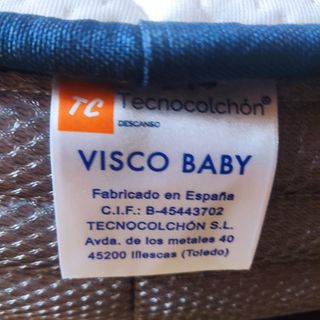 TC Tecnocolchón®
DESCANSO
VISCO BABY
Fabricado en España
C.I.F.: B-45443702
TECNOCOLCHÓN S.L.
Avda. de los metales 40
45200 Illescas (Toledo)